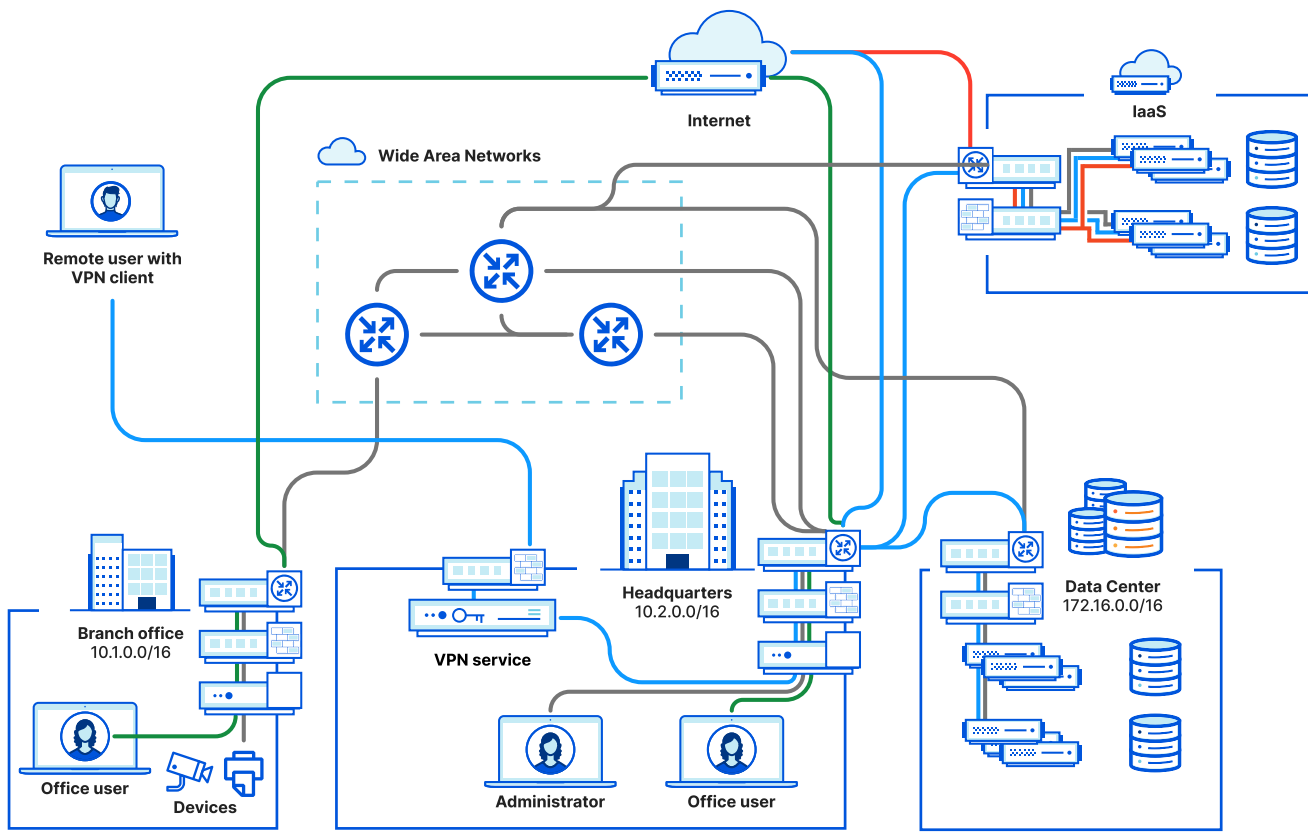 Internet
IaaS
Wide Area Networks
Remote user with
VPN client
Headquarters
10.2.0.0/16
Data Center
172.16.0.0/16
Branch office
10.1.0.0/16
VPN service
Office user
Devices
Administrator
Office user